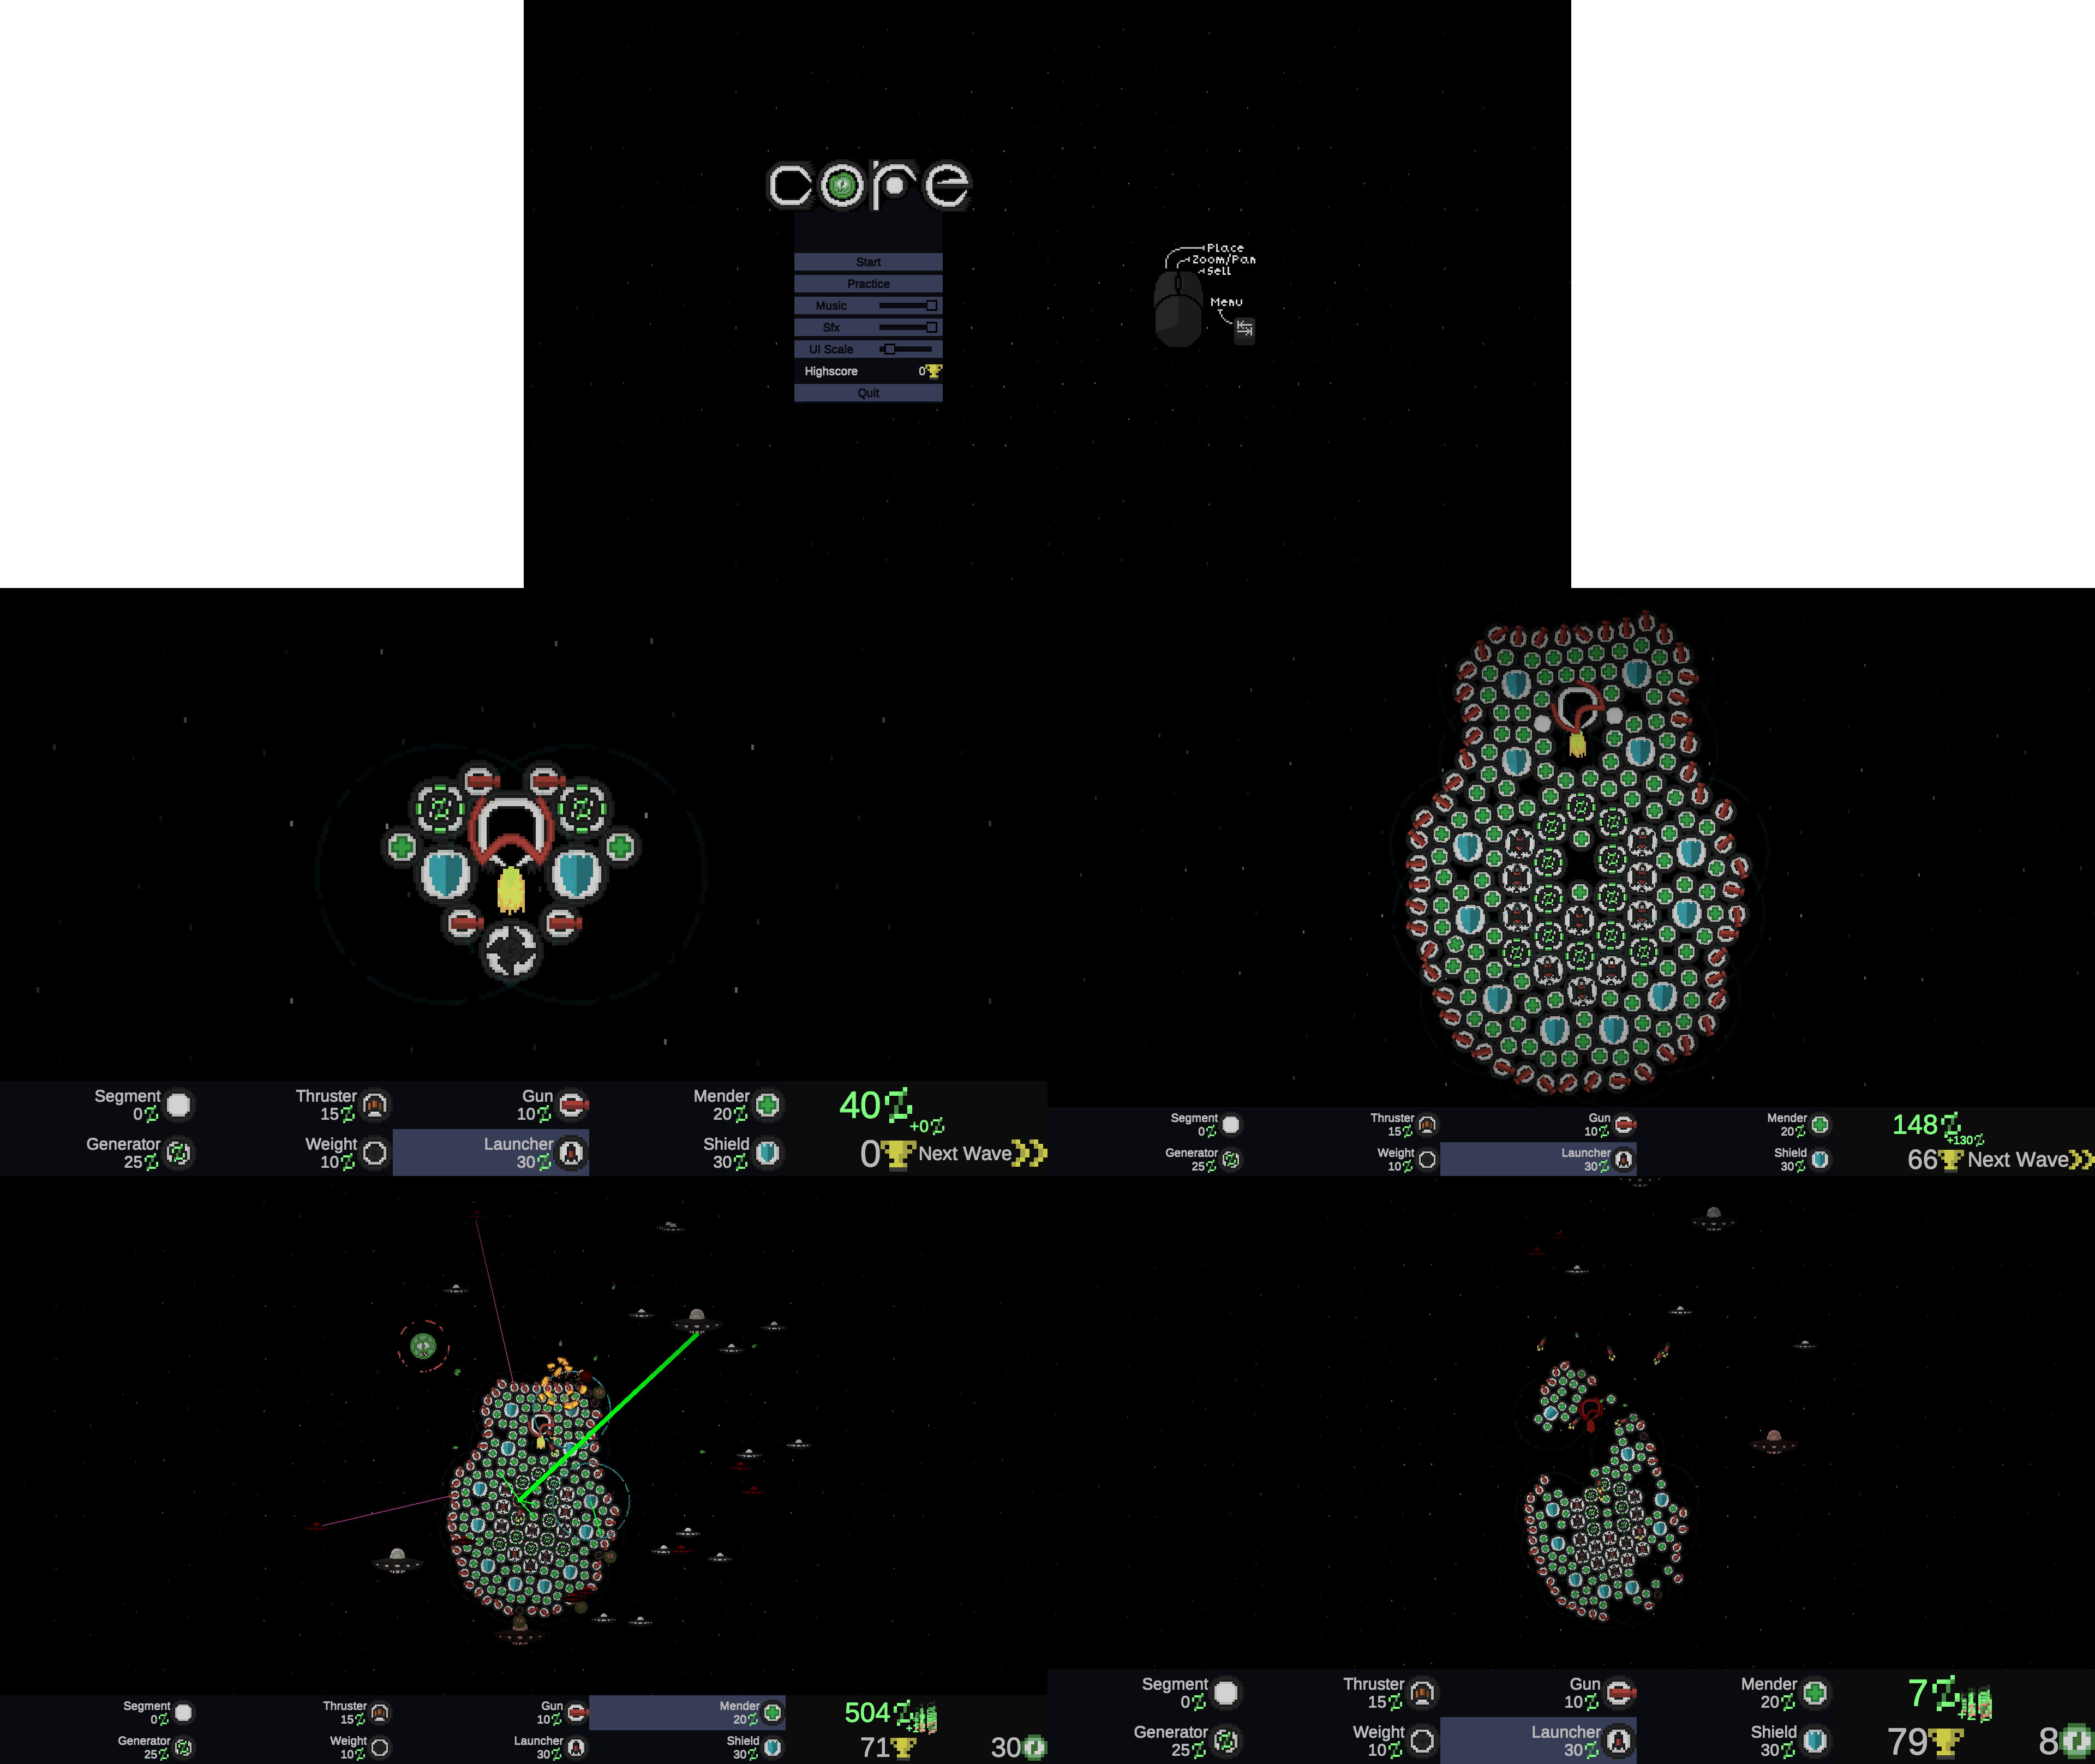 core
Start
Practice
Music
Sfx
UI Scale
Highscore 0
Quit
Place
Zoom/Pan
Sell
Menu
Segment Thruster Gun Mender 40
0 15 10 20 +0
Generator Weight Launcher Shield 0 Next Wave
25 10 30 30
Segment Thruster Gun Mender 148
0 15 10 20 +130
Generator Weight Launcher Shield 66 Next Wave
25 10 30 30
Segment Thruster Gun Mender 504
0 15 10 20
Generator Weight Launcher Shield 71 30
25 10 30 30
Segment Thruster Gun Mender 7
0 15 10 20
Generator Weight Launcher Shield 79 8
25 10 30 30